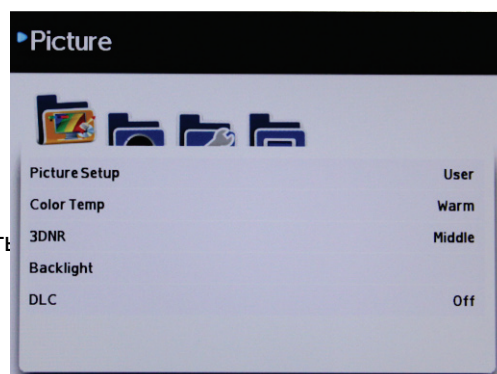 Picture
Picture Setup User
Color Temp Warm
3DNR Middle
Backlight
DLC Off